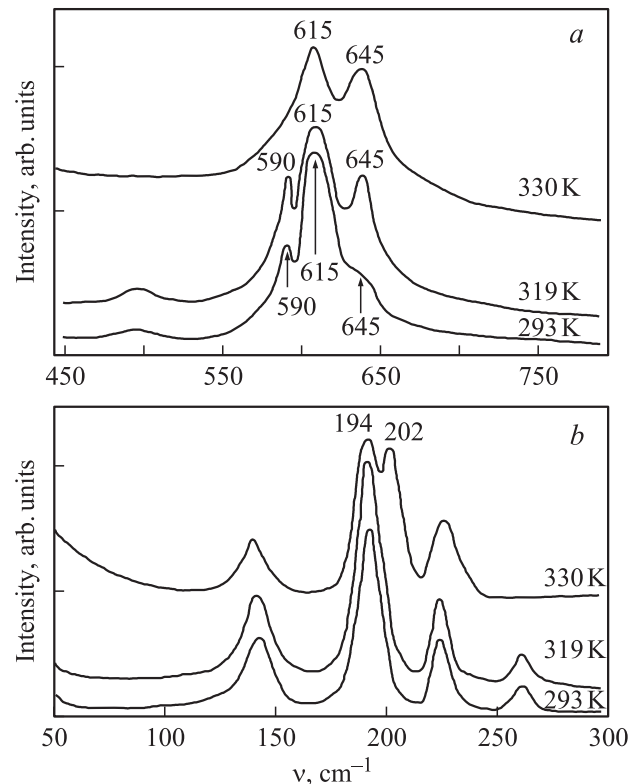 615
a
645
615
590
645
330 K
615
590
645
319 K
293 K
Intensity, arb. units
450
550
650
750
194
202
b
330 K
319 K
293 K
Intensity, arb. units
50
100
150
200
250
300
ν, cm–1